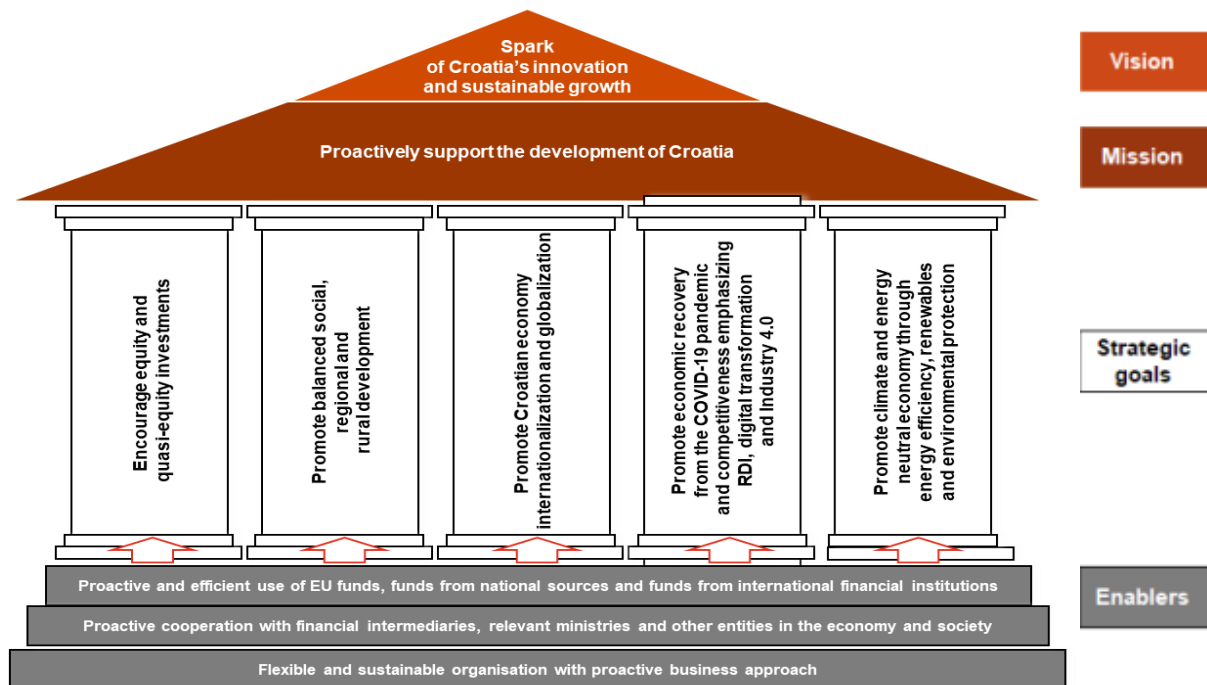 Spark
of Croatia's innovation
and sustainable growth
Proactively support the development of Croatia
Vision
Mission
Encourage equity and
quasi-equity investments
Promote balanced social,
regional and
rural development
Promote Croatian economy
internationalization and globalization
Promote economic recovery
from the COVID-19 pandemic
and competitiveness emphasizing
RDI, digital transformation
and Industry 4.0
Promote climate and energy
neutral economy through
energy efficiency, renewables
and environmental protection
Strategic
goals
Proactive and efficient use of EU funds, funds from national sources and funds from international financial institutions
Proactive cooperation with financial intermediaries, relevant ministries and other entities in the economy and society
Flexible and sustainable organisation with proactive business approach
Enablers